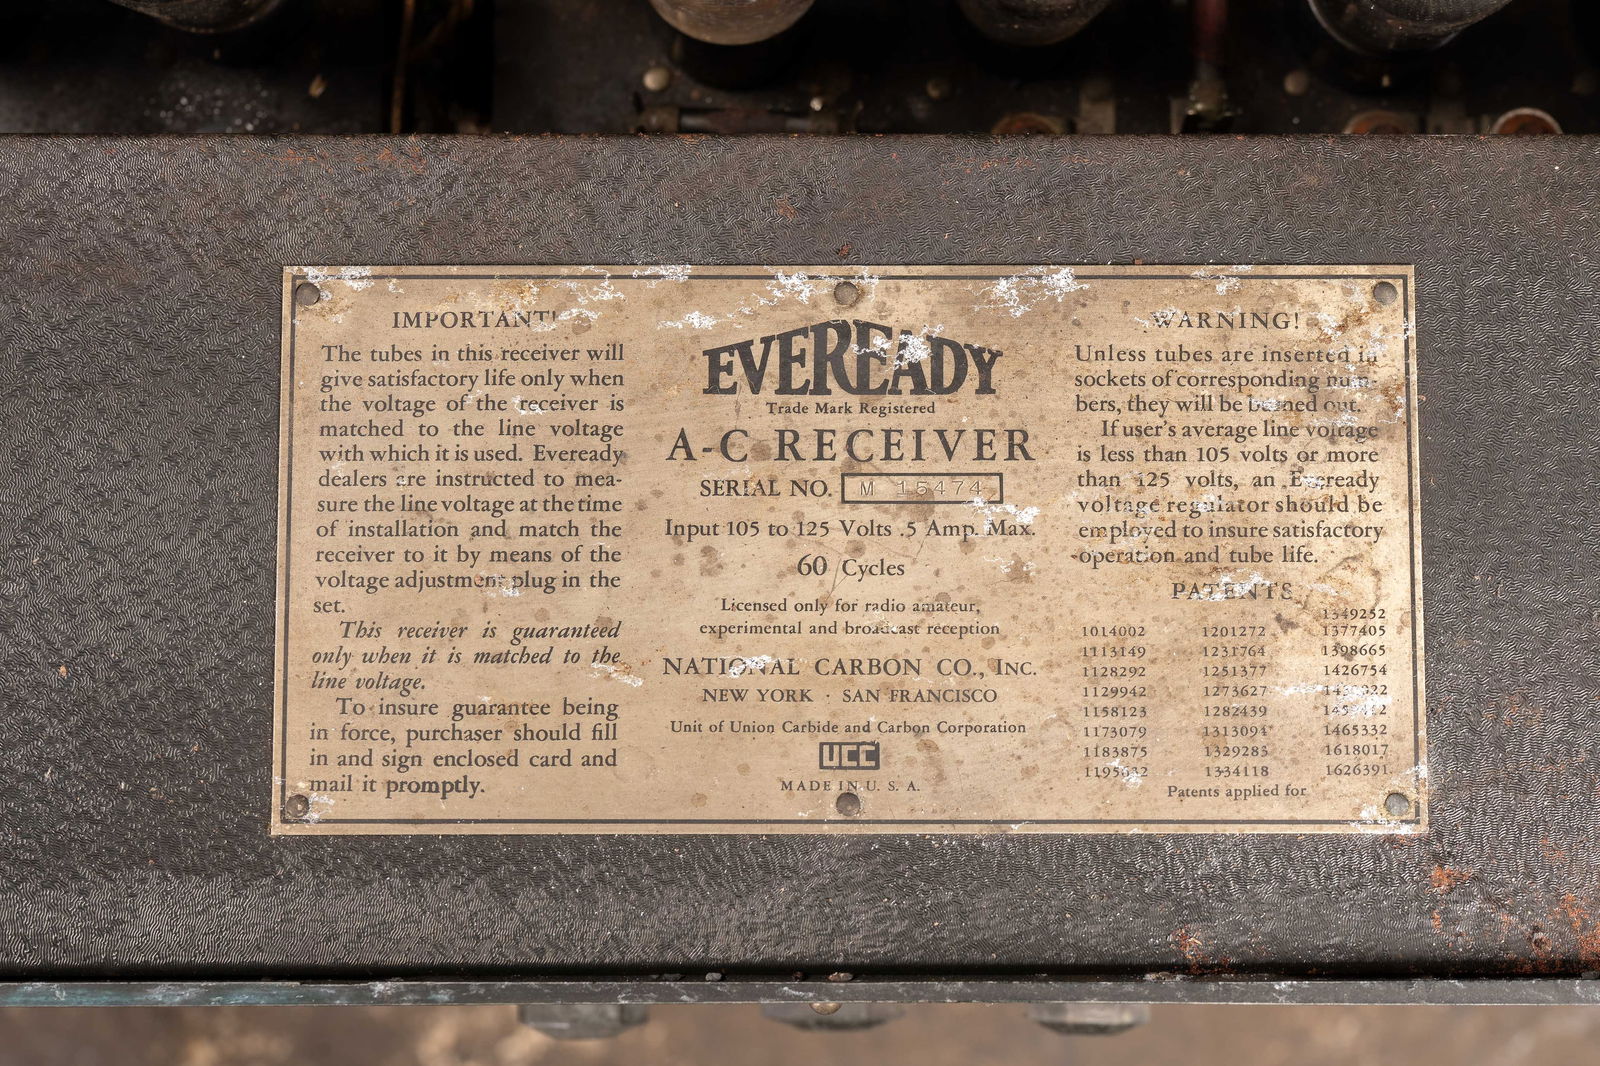 IMPORTANT!
The tubes in this receiver will
give satisfactory life only when
the voltage of the receiver is
matched to the line voltage
with which it is used. Eveready
dealers are instructed to mea-
sure the line voltage at the time
of installation and match the
receiver to it by means of the
voltage adjustment plug in the
set.
This receiver is guaranteed
only when it is matched to the
line voltage.
To insure guarantee being
in force, purchaser should fill
in and sign enclosed card and
mail it promptly.
EVEREADY
Trade Mark Registered
A-C RECEIVER
SERIAL NO. M 15474
Input 105 to 125 Volts .5 Amp. Max.
60 Cycles
Licensed only for radio amateur,
experimental and broadcast reception
NATIONAL CARBON CO., INC.
NEW YORK · SAN FRANCISCO
Unit of Union Carbide and Carbon Corporation
UCC
MADE IN U. S. A.
WARNING!
Unless tubes are inserted in
sockets of corresponding num-
bers, they will be burned out.
If user's average line voltage
is less than 105 volts or more
than 125 volts, an Eveready
voltage regulator should be
employed to insure satisfactory
operation and tube life.
PATENTS
1349252
1014002 1201272 1377405
1113149 1231764 1398665
1128292 1251377 1426754
1129942 1273627
1158123 1282439
1173079 1313094 1465332
1183875 1329283 1618017
1334118 1626391
Patents applied for